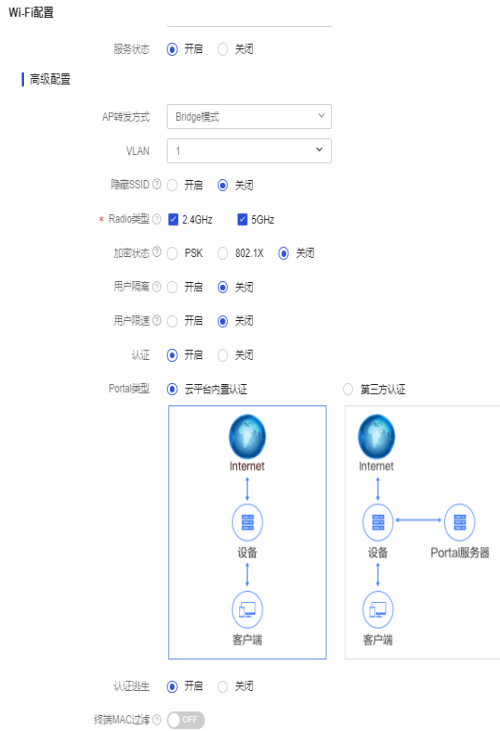 Wi-Fi配置
服务状态 开启 关闭
高级配置
AP转发方式 Bridge模式
VLAN 1
隐藏SSID 开启 关闭
* Radio类型 2.4GHz 5GHz
加密状态 PSK 802.1X 关闭
用户隔离 开启 关闭
用户限速 开启 关闭
认证 开启 关闭
Portal类型 云平台内置认证 第三方认证
Internet Internet
设备 设备 Portal服务器
客户端 客户端
认证逃生 开启 关闭
终端MAC过滤 OFF